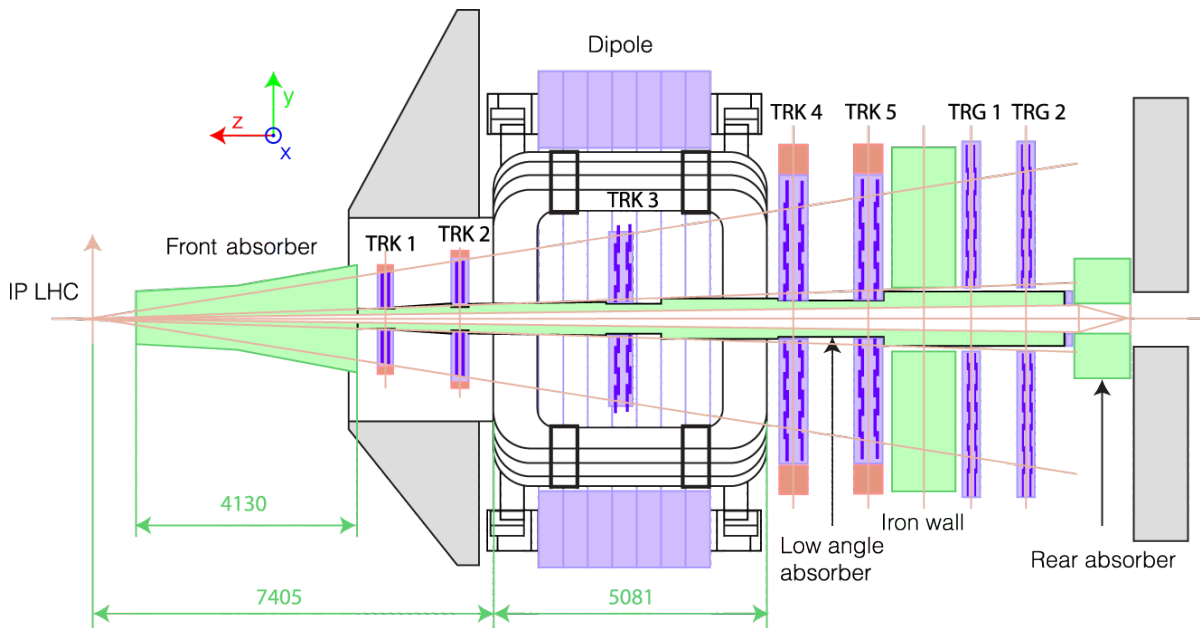 Dipole
TRK 4
TRK 5
TRG 1
TRG 2
y
z
x
TRK 3
Front absorber
TRK 1
TRK 2
IP LHC
4130
Iron wall
Low angle
absorber
Rear absorber
7405
5081